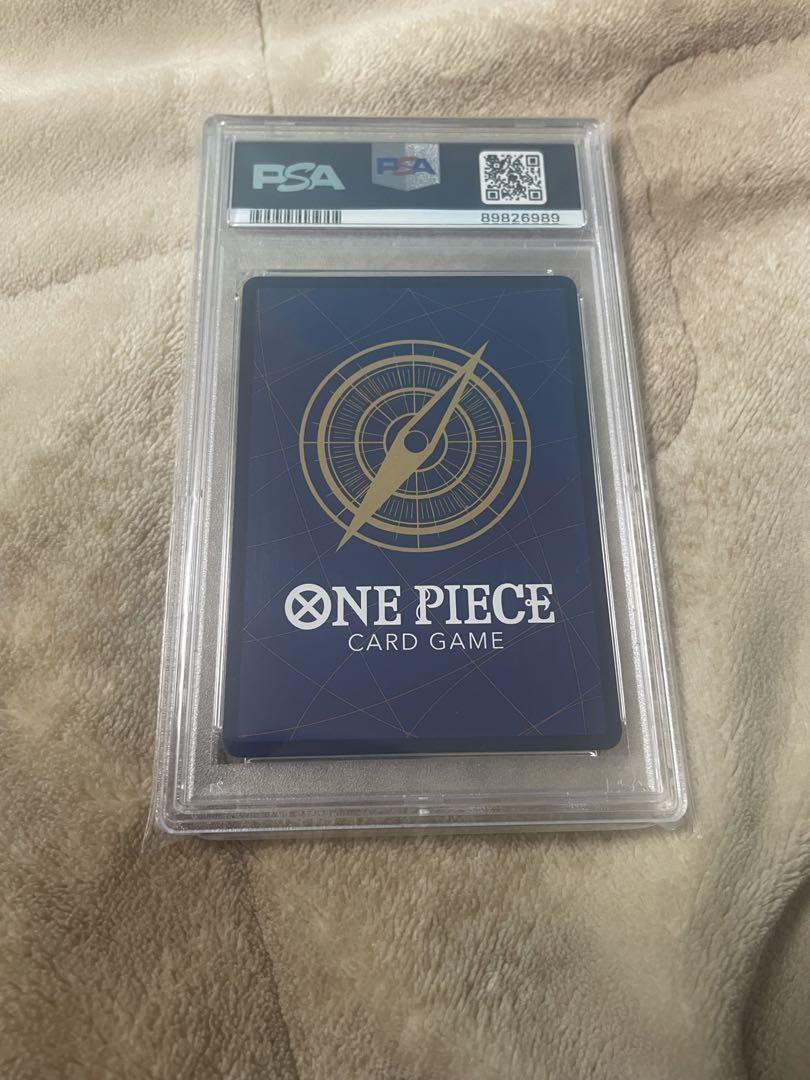 PSA
PSA
89826989
ONE PIECE
CARD GAME